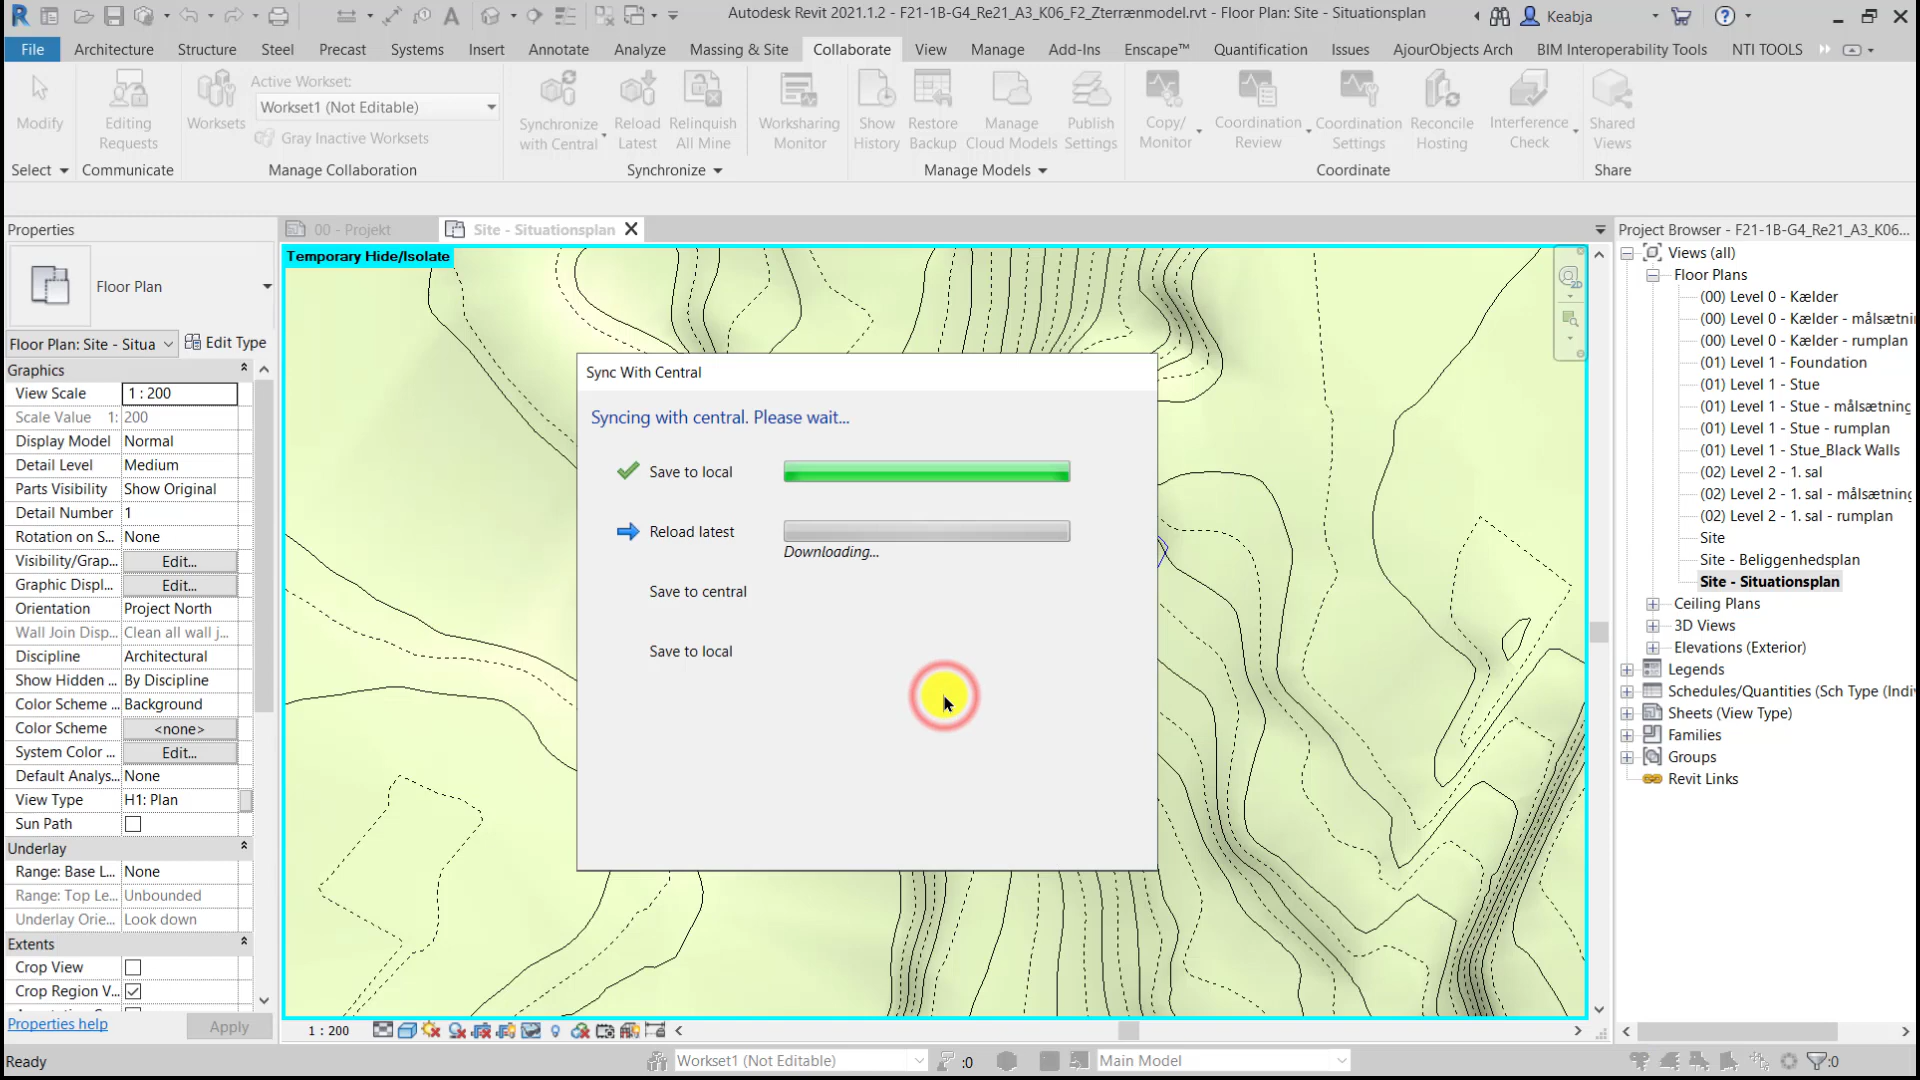 Autodesk Revit 2021.1.2 - F21-1B-G4_Re21_A3_K06_F2_Zterrænmodel.rvt - Floor Plan: Site - Situationsplan
Keabja
File
Architecture
Structure
Steel
Precast
Systems
Insert
Annotate
Analyze
Massing & Site
Collaborate
View
Manage
Add-Ins
Enscape™
Quantification
Issues
AjourObjects Arch
BIM Interoperability Tools
NTI TOOLS
Modify
Editing
Requests
Worksets
Active Workset:
Workset1 (Not Editable)
Gray Inactive Worksets
Synchronize
with Central
Reload
Latest
Relinquish
All Mine
Worksharing
Monitor
Show
History
Restore
Backup
Manage
Cloud Models
Publish
Settings
Copy/
Monitor
Coordination
Review
Coordination
Settings
Reconcile
Hosting
Interference
Check
Shared
Views
Select
Communicate
Manage Collaboration
Synchronize
Manage Models
Coordinate
Share
Properties
Floor Plan
Floor Plan: Site - Situa
Edit Type
Graphics
View Scale 1 : 200
Scale Value 1: 200
Display Model Normal
Detail Level Medium
Parts Visibility Show Original
Detail Number 1
Rotation on S... None
Visibility/Grap... Edit...
Graphic Displ... Edit...
Orientation Project North
Wall Join Disp... Clean all wall j...
Discipline Architectural
Show Hidden ... By Discipline
Color Scheme ... Background
Color Scheme <none>
System Color ... Edit...
Default Analys... None
View Type H1: Plan
Sun Path
Underlay
Range: Base L... None
Range: Top Le... Unbounded
Underlay Orie... Look down
Extents
Crop View
Crop Region V...
Properties help
Apply
00 - Projekt
Site - Situationsplan
Temporary Hide/Isolate
2D
Sync With Central
Syncing with central. Please wait...
Save to local
Reload latest
Downloading...
Save to central
Save to local
Project Browser - F21-1B-G4_Re21_A3_K06...
Views (all)
Floor Plans
(00) Level 0 - Kælder
(00) Level 0 - Kælder - målsætni
(00) Level 0 - Kælder - rumplan
(01) Level 1 - Foundation
(01) Level 1 - Stue
(01) Level 1 - Stue - målsætning
(01) Level 1 - Stue - rumplan
(01) Level 1 - Stue_Black Walls
(02) Level 2 - 1. sal
(02) Level 2 - 1. sal - målsætning
(02) Level 2 - 1. sal - rumplan
Site
Site - Beliggenhedsplan
Site - Situationsplan
Ceiling Plans
3D Views
Elevations (Exterior)
Legends
Schedules/Quantities (Sch Type (Indi
Sheets (View Type)
Families
Groups
Revit Links
1 : 200
Ready
Workset1 (Not Editable)
:0
Main Model
:0